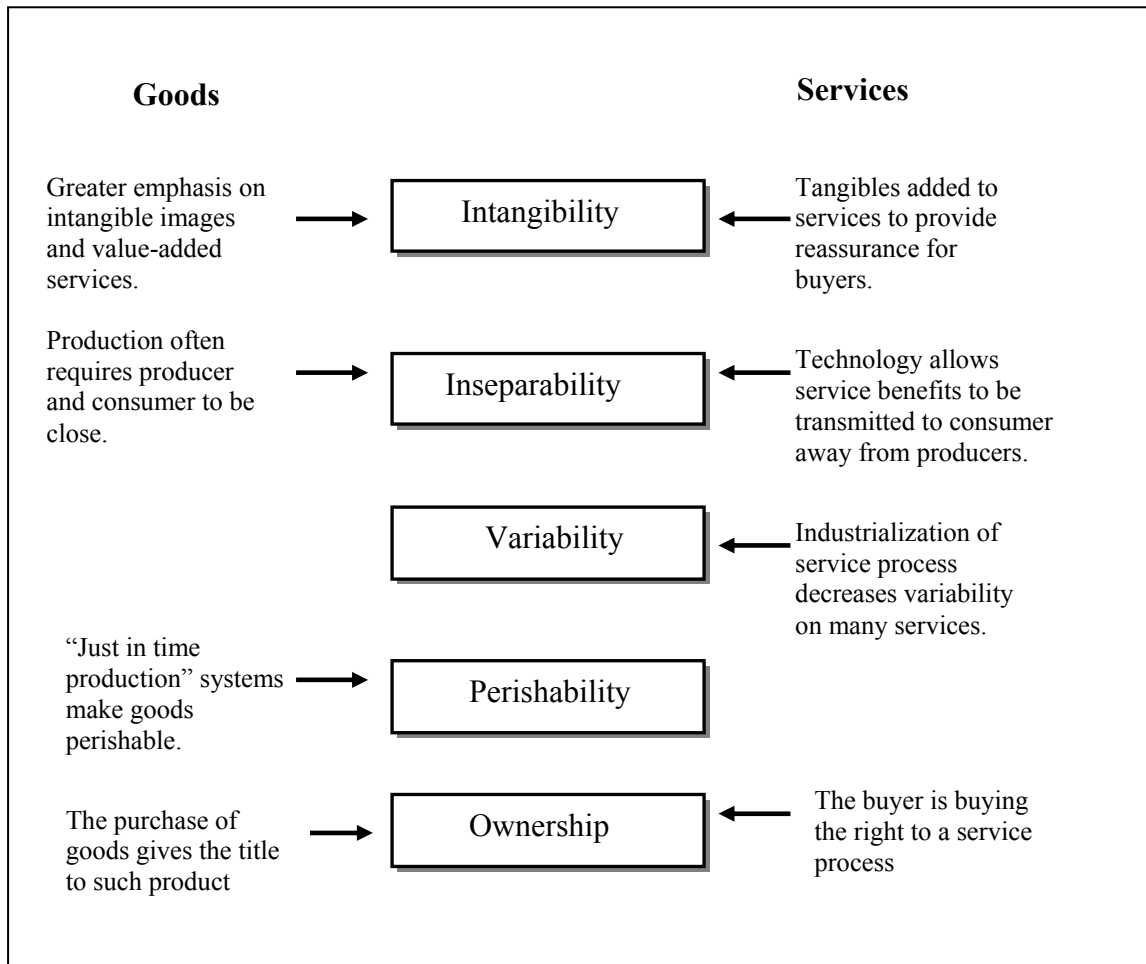 Goods
Services
Greater emphasis on
intangible images
and value-added
services.
Intangibility
Tangibles added to
services to provide
reassurance for
buyers.
Production often
requires producer
and consumer to be
close.
Inseparability
Technology allows
service benefits to be
transmitted to consumer
away from producers.
Variability
Industrialization of
service process
decreases variability
on many services.
“Just in time
production” systems
make goods
perishable.
Perishability
The purchase of
goods gives the title
to such product
Ownership
The buyer is buying
the right to a service
process